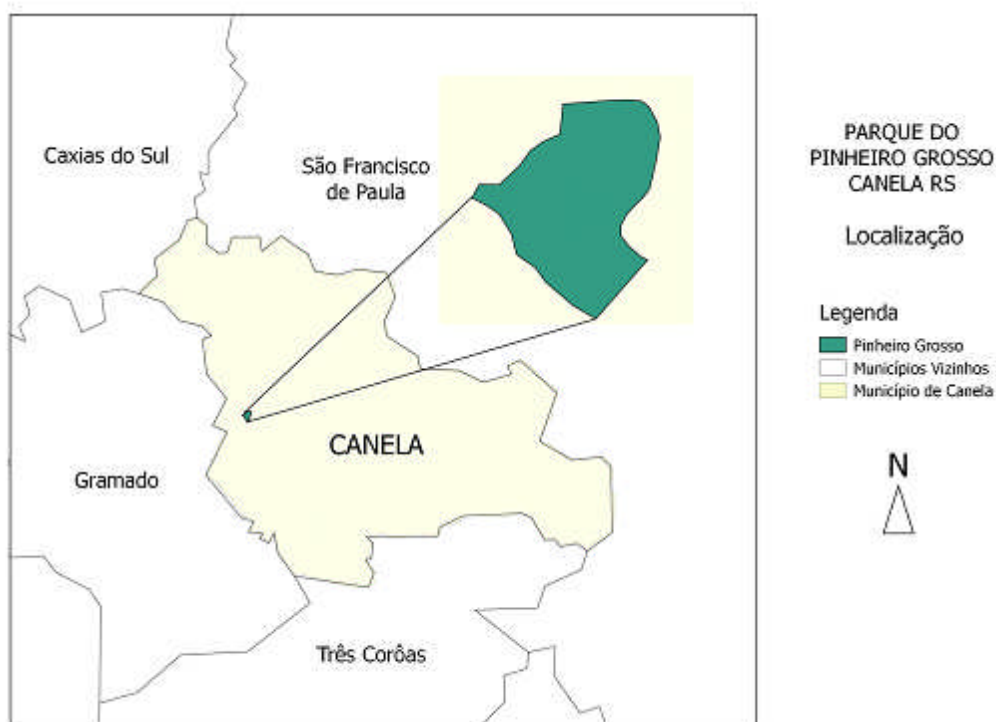 Caxias do Sul
São Francisco
de Paula
CANELA
Gramado
Três Corôas
PARQUE DO
PINHEIRO GROSSO
CANELA RS
Localização
Legenda
Pinheiro Grosso
Municípios Vizinhos
Município de Canela
N